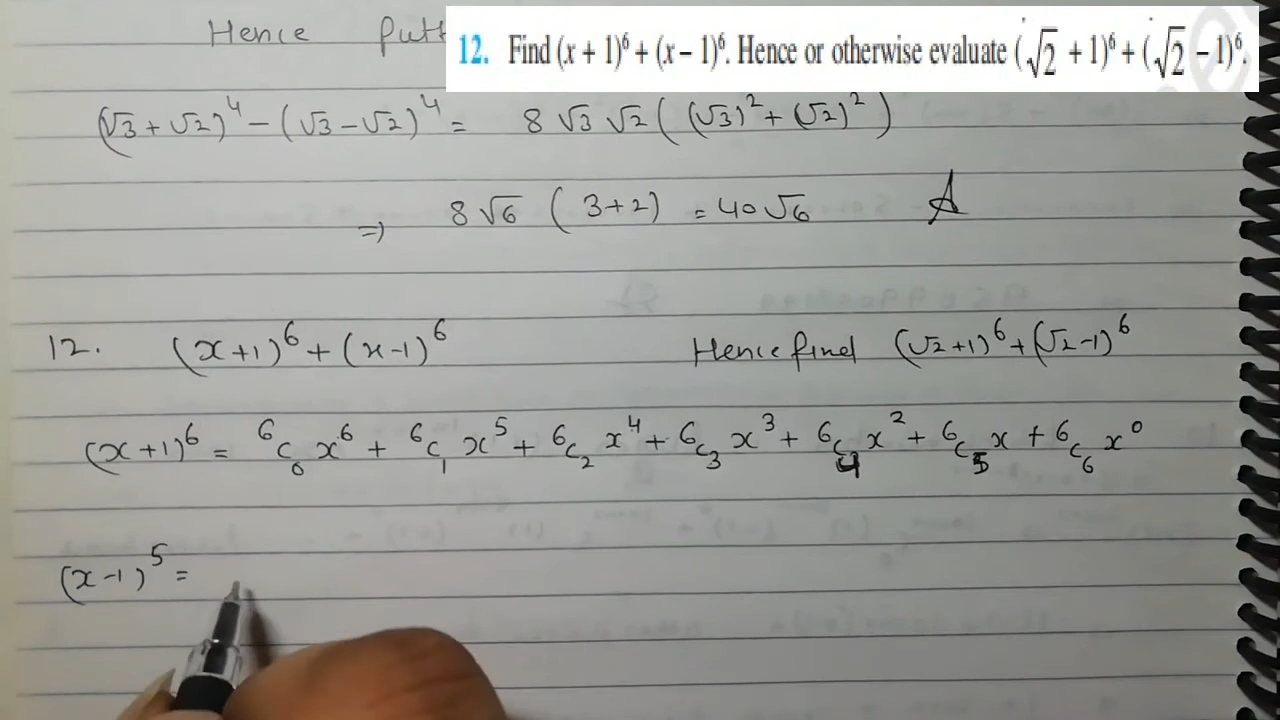 Hence Putt
12. Find (x + 1)⁶ + (x – 1)⁶. Hence or otherwise evaluate (√2 + 1)⁶ + (√2 – 1)⁶.
(√3 + √2)⁴ – (√3 – √2)⁴ = 8 √3 √2 ( (√3)² + (√2)² )
⇒ 8 √6 ( 3+2) = 40 √6
12. (x+1)⁶ + (x-1)⁶ Hence find (√2+1)⁶ + (√2-1)⁶
(x+1)⁶ = ⁶C₀ x⁶ + ⁶C₁ x⁵ + ⁶C₂ x⁴ + ⁶C₃ x³ + ⁶C₄ x² + ⁶C₅ x + ⁶C₆ x⁰
(x-1)⁵ =